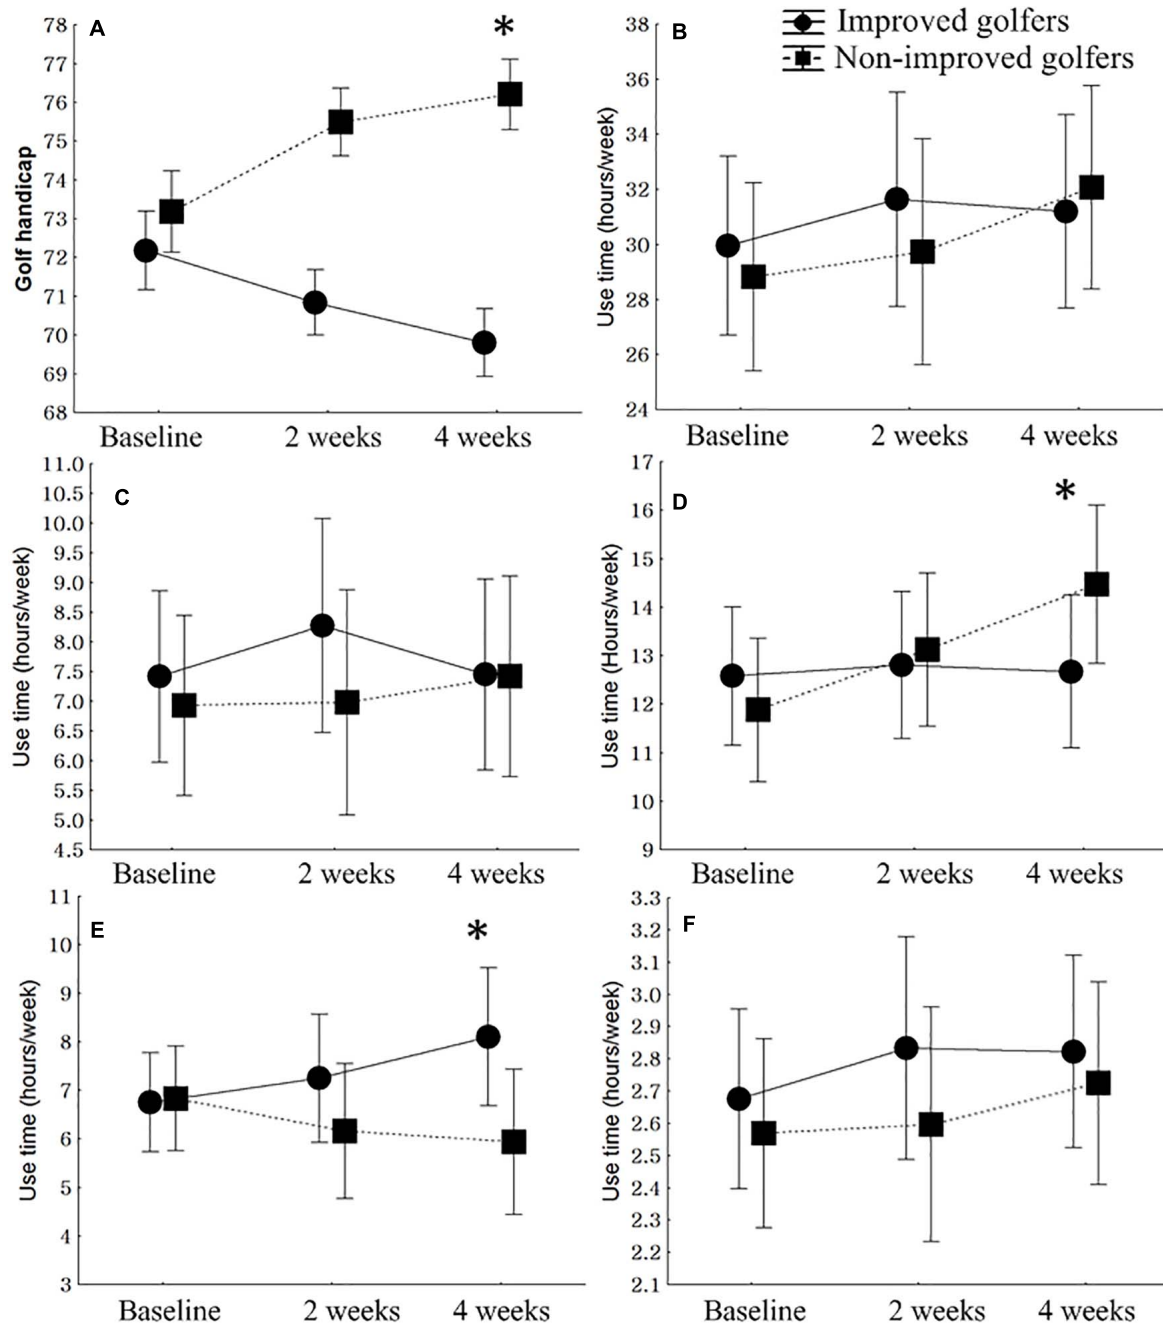 A
*
78
77
76
75
74
73
72
71
70
69
68
Golf handicap
Baseline
2 weeks
4 weeks
B
Improved golfers
Non-improved golfers
38
36
34
32
30
28
26
24
Use time (hours/week)
Baseline
2 weeks
4 weeks
C
11.0
10.5
10.0
9.5
9.0
8.5
8.0
7.5
7.0
6.5
6.0
5.5
5.0
4.5
Use time (hours/week)
Baseline
2 weeks
4 weeks
D
*
17
16
15
14
13
12
11
10
9
Use time (Hours/week)
Baseline
2 weeks
4 weeks
E
*
11
10
9
8
7
6
5
4
3
Use time (hours/week)
Baseline
2 weeks
4 weeks
F
3.3
3.2
3.1
3.0
2.9
2.8
2.7
2.6
2.5
2.4
2.3
2.2
2.1
Use time (hours/week)
Baseline
2 weeks
4 weeks